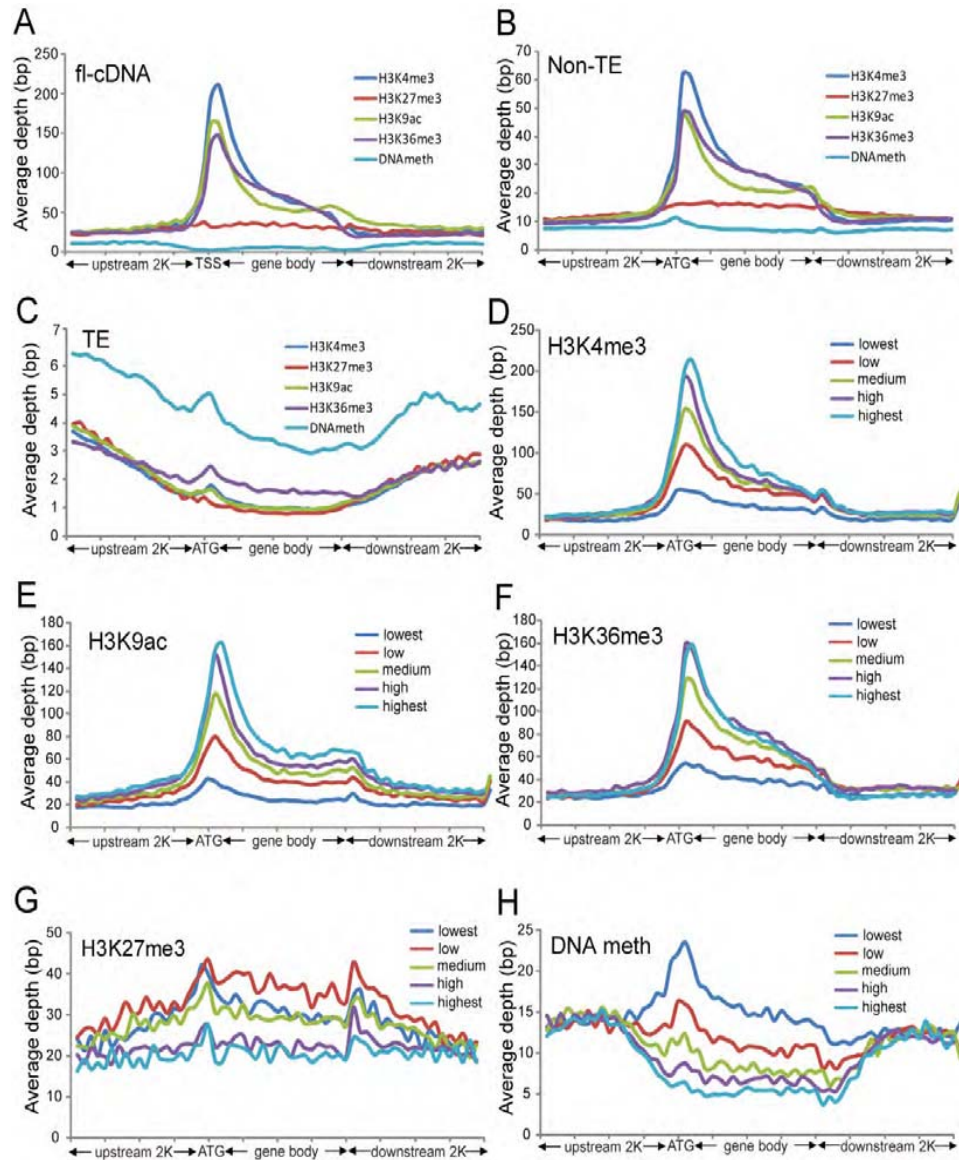 A
fl-cDNA
Average depth (bp)
250
200
150
100
50
0
H3K4me3
H3K27me3
H3K9ac
H3K36me3
DNAmeth
upstream 2K TSS gene body downstream 2K
B
Non-TE
Average depth (bp)
70
60
50
40
30
20
10
0
H3K4me3
H3K27me3
H3K9ac
H3K36me3
DNAmeth
upstream 2K ATG gene body downstream 2K
C
TE
Average depth (bp)
7
6
5
4
3
2
1
0
H3K4me3
H3K27me3
H3K9ac
H3K36me3
DNAmeth
upstream 2K ATG gene body downstream 2K
D
H3K4me3
Average depth (bp)
250
200
150
100
50
0
lowest
low
medium
high
highest
upstream 2K ATG gene body downstream 2K
E
H3K9ac
Average depth (bp)
180
160
140
120
100
80
60
40
20
0
lowest
low
medium
high
highest
upstream 2K ATG gene body downstream 2K
F
H3K36me3
Average depth (bp)
180
160
140
120
100
80
60
40
20
0
lowest
low
medium
high
highest
upstream 2K ATG gene body downstream 2K
G
H3K27me3
Average depth (bp)
50
40
30
20
10
0
lowest
low
medium
high
highest
upstream 2K ATG gene body downstream 2K
H
DNA meth
Average depth (bp)
25
20
15
10
5
0
lowest
low
medium
high
highest
upstream 2K ATG gene body downstream 2K